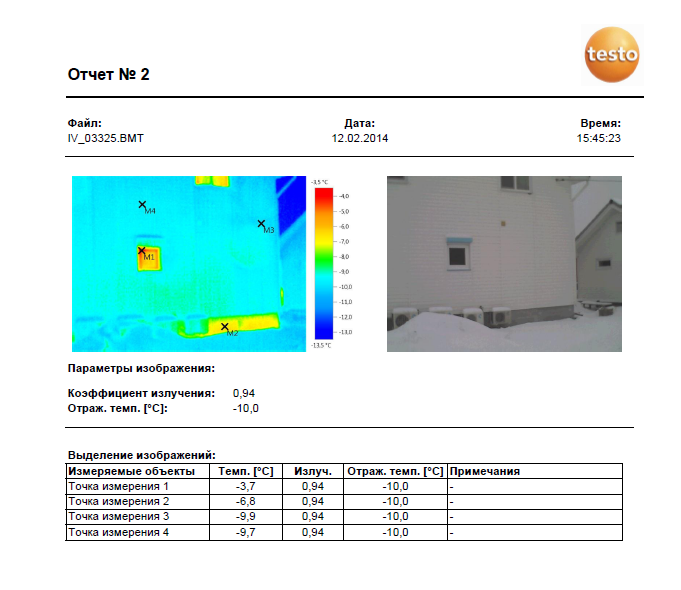 testo
Отчет № 2
Файл: Дата: Время:
IV_03325.BMT 12.02.2014 15:45:23
-3,5 °C
-4,0
-5,0
-6,0
-7,0
-8,0
-9,0
-10,0
-11,0
-12,0
-13,0
-13,5 °C
M4
M3
M1
M2
Параметры изображения:
Коэффициент излучения: 0,94
Отраж. темп. [°C]: -10,0
Выделение изображений:
Измеряемые объекты Темп. [°C] Излуч. Отраж. темп. [°C] Примечания
Точка измерения 1 -3,7 0,94 -10,0 -
Точка измерения 2 -6,8 0,94 -10,0 -
Точка измерения 3 -9,9 0,94 -10,0 -
Точка измерения 4 -9,7 0,94 -10,0 -